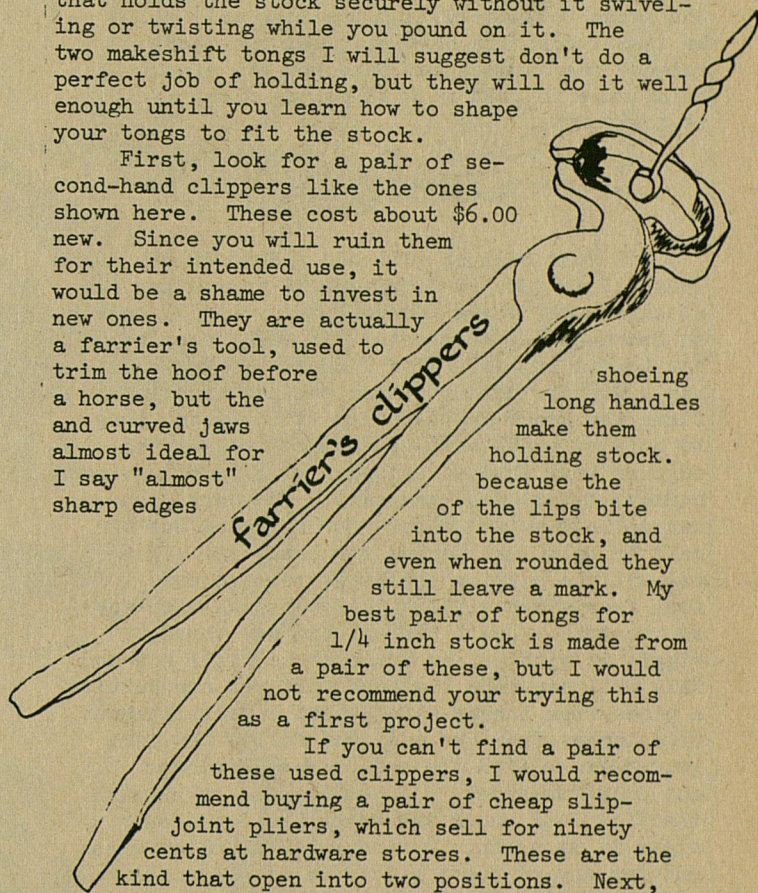 that holds the stock securely without it swivel-
ing or twisting while you pound on it.  The
two makeshift tongs I will suggest don't do a
perfect job of holding, but they will do it well
enough until you learn how to shape
your tongs to fit the stock.
First, look for a pair of se-
cond-hand clippers like the ones
shown here.  These cost about $6.00
new.  Since you will ruin them
for their intended use, it
would be a shame to invest in
new ones.  They are actually
a farrier's tool, used to
trim the hoof before shoeing
a horse, but the long handles
and curved jaws make them
almost ideal for holding stock.
I say "almost" because the
sharp edges of the lips bite
into the stock, and
even when rounded they
still leave a mark.  My
best pair of tongs for
1/4 inch stock is made from
a pair of these, but I would
not recommend your trying this
as a first project.
If you can't find a pair of
these used clippers, I would recom-
mend buying a pair of cheap slip-
joint pliers, which sell for ninety
cents at hardware stores.  These are the
kind that open into two positions.  Next,
farrier's clippers